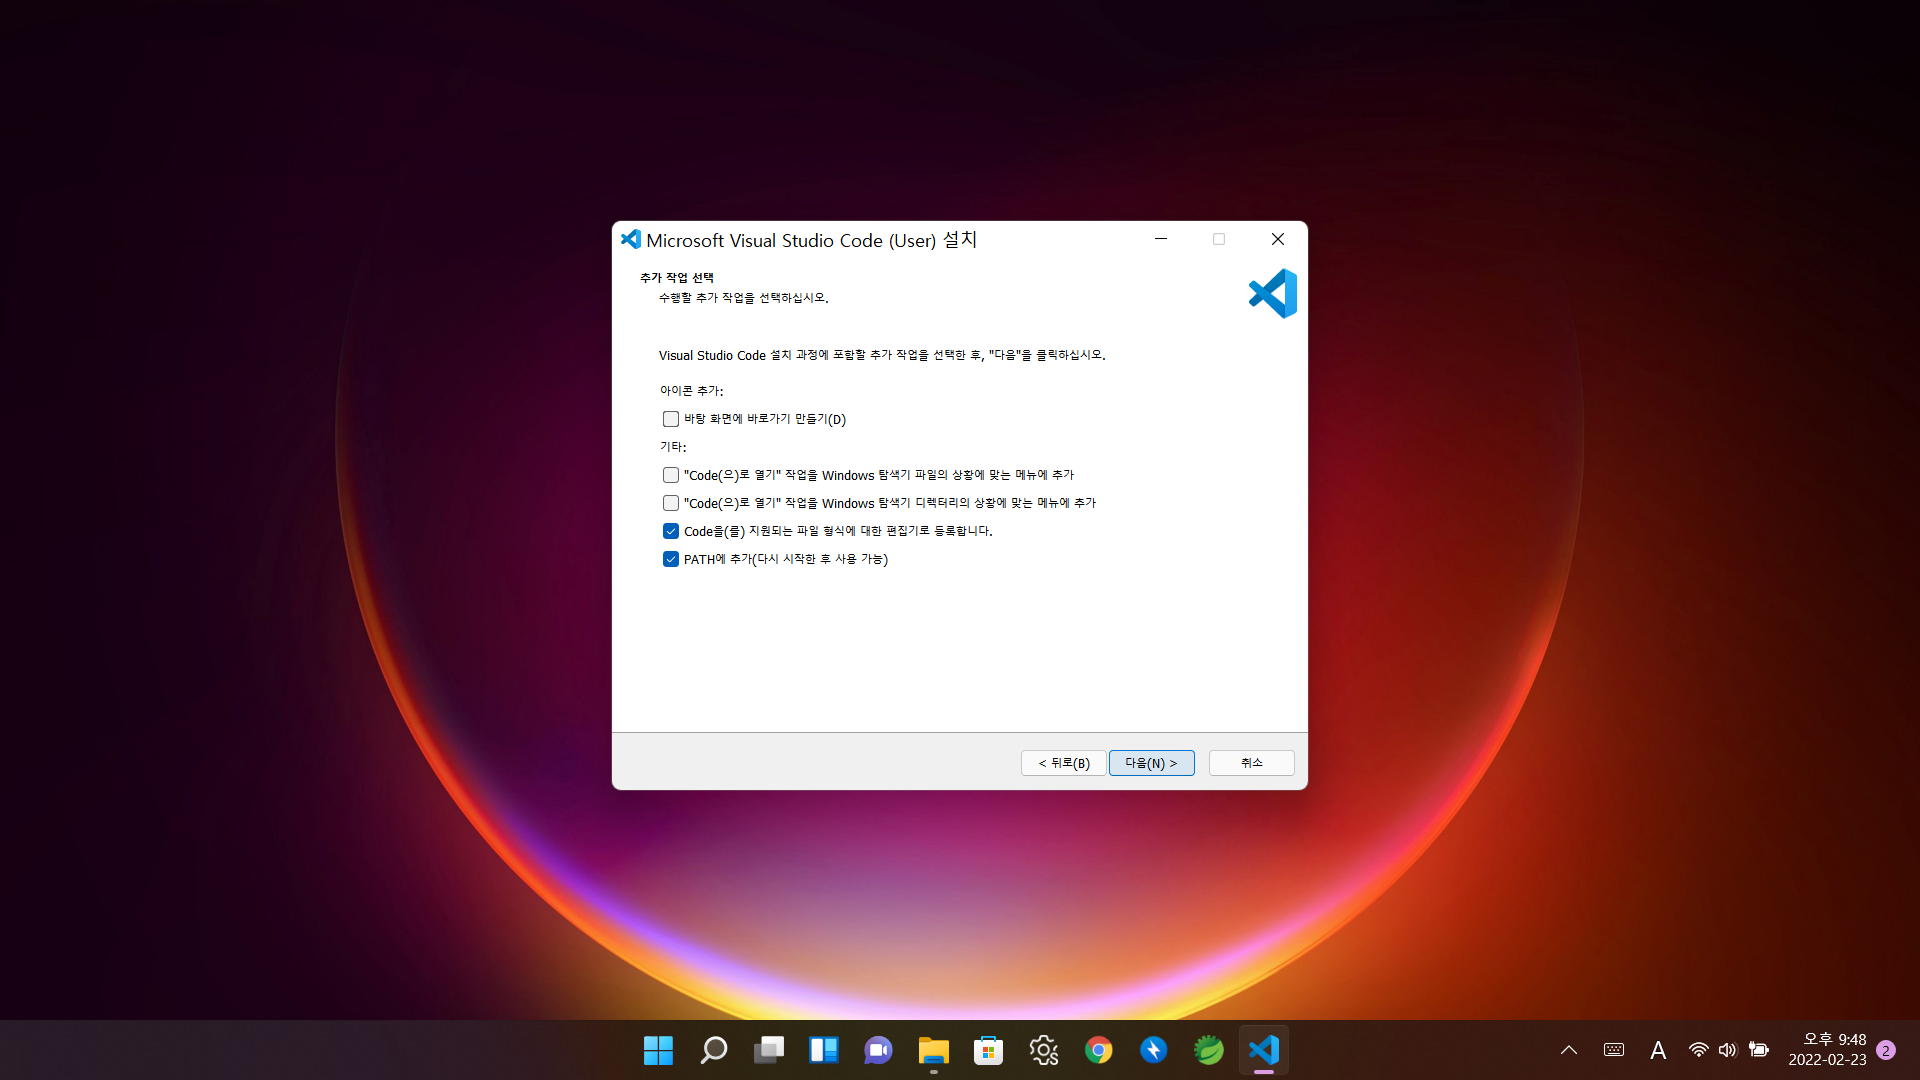 Microsoft Visual Studio Code (User) 설치
추가 작업 선택
수행할 추가 작업을 선택하십시오.
Visual Studio Code 설치 과정에 포함할 추가 작업을 선택한 후, "다음"을 클릭하십시오.
아이콘 추가:
바탕 화면에 바로가기 만들기(D)
기타:
"Code(으)로 열기" 작업을 Windows 탐색기 파일의 상황에 맞는 메뉴에 추가
"Code(으)로 열기" 작업을 Windows 탐색기 디렉터리의 상황에 맞는 메뉴에 추가
Code을(를) 지원되는 파일 형식에 대한 편집기로 등록합니다.
PATH에 추가(다시 시작한 후 사용 가능)
< 뒤로(B) 다음(N) > 취소
A
오후 9:48
2022-02-23
2